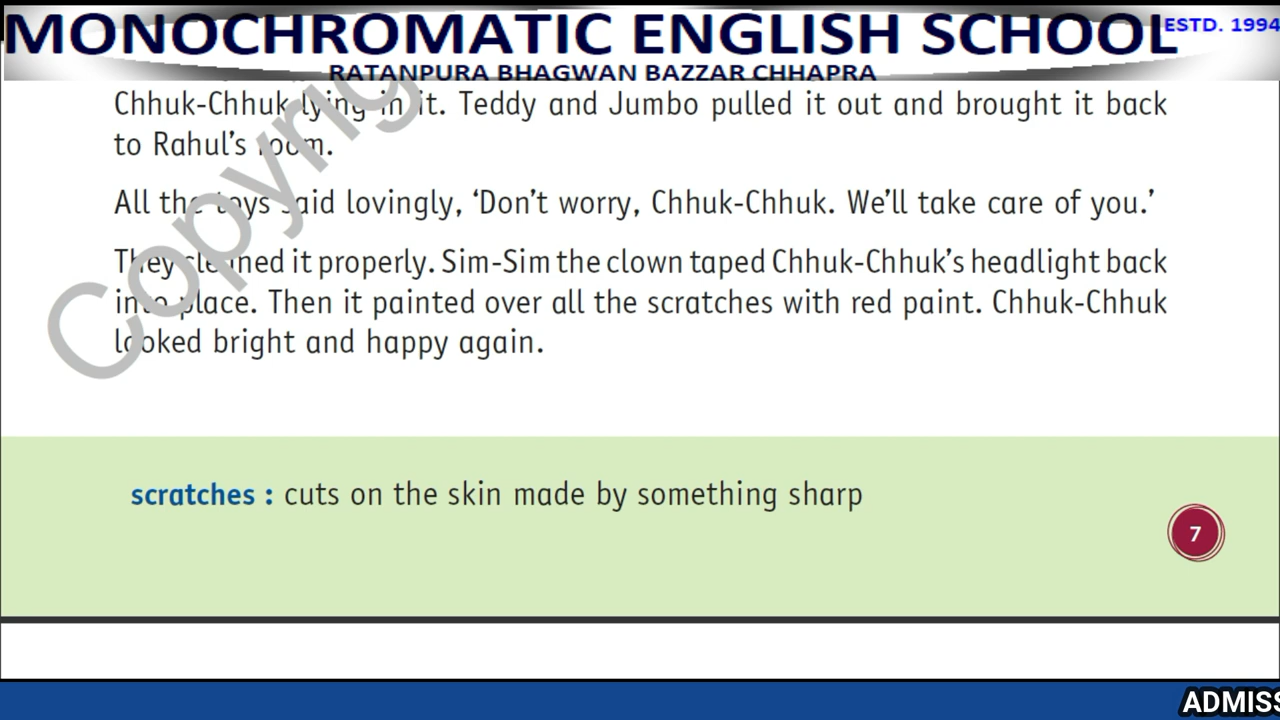 MONOCHROMATIC ENGLISH SCHOOL
ESTD. 1994
RATANPURA BHAGWAN BAZZAR CHHAPRA
Chhuk-Chhuk lying in it. Teddy and Jumbo pulled it out and brought it back
to Rahul’s room.
All the toys said lovingly, ‘Don’t worry, Chhuk-Chhuk. We’ll take care of you.’
They cleaned it properly. Sim-Sim the clown taped Chhuk-Chhuk’s headlight back
into place. Then it painted over all the scratches with red paint. Chhuk-Chhuk
looked bright and happy again.
Copyrig
scratches : cuts on the skin made by something sharp
7
ADMISS